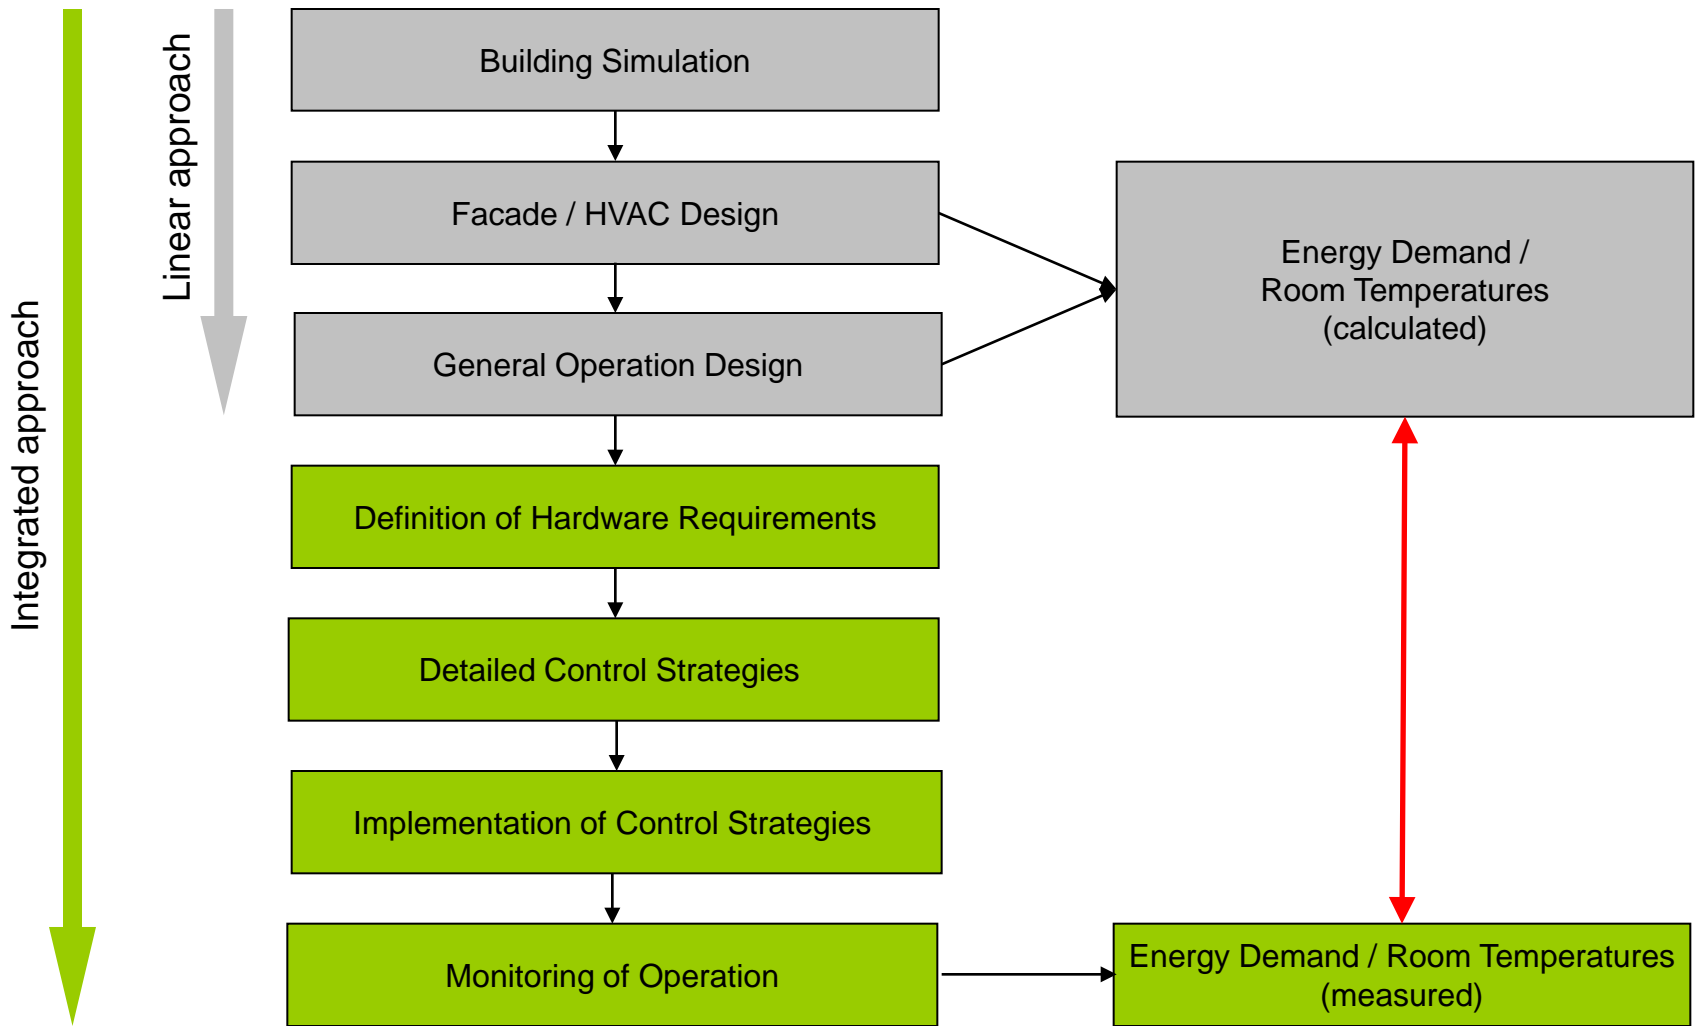 Integrated approach
Linear approach
Building Simulation
Facade / HVAC Design
General Operation Design
Energy Demand /
Room Temperatures
(calculated)
Definition of Hardware Requirements
Detailed Control Strategies
Implementation of Control Strategies
Monitoring of Operation
Energy Demand / Room Temperatures
(measured)